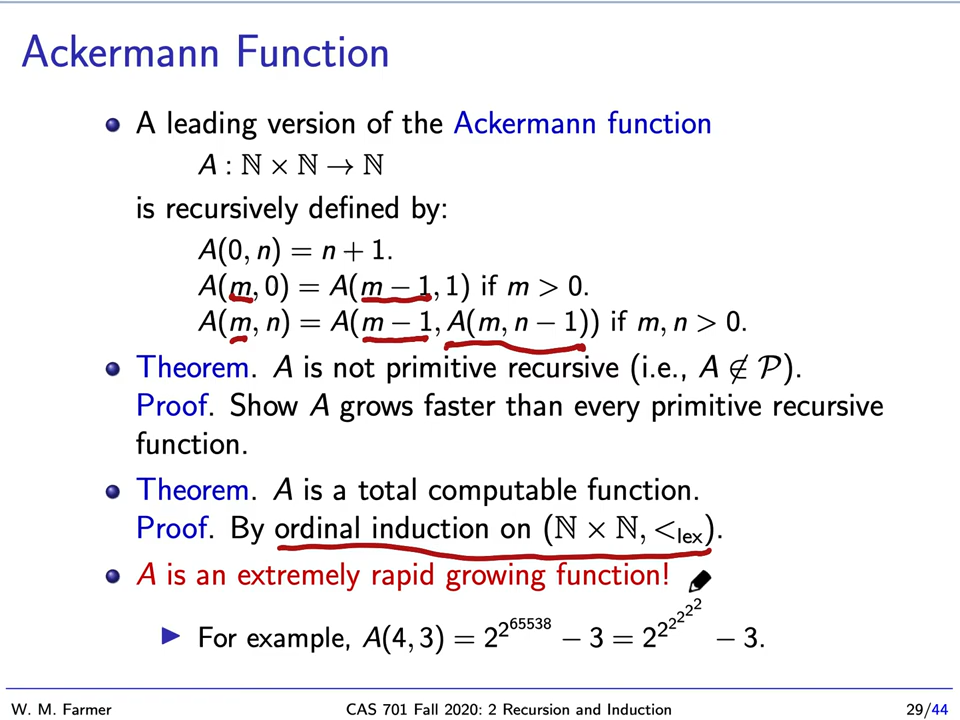 Ackermann Function
A leading version of the Ackermann function
A : ℕ × ℕ → ℕ
is recursively defined by:
A(0, n) = n + 1.
A(m, 0) = A(m − 1, 1) if m > 0.
A(m, n) = A(m − 1, A(m, n − 1)) if m, n > 0.
Theorem. A is not primitive recursive (i.e., A ∉ 𝒫).
Proof. Show A grows faster than every primitive recursive
function.
Theorem. A is a total computable function.
Proof. By ordinal induction on (ℕ × ℕ, <_lex).
A is an extremely rapid growing function!
For example, A(4, 3) = 2^{2^{65538}} − 3 = 2^{2^{2^{2^{2^{2}}}}} − 3.
W. M. Farmer CAS 701 Fall 2020: 2 Recursion and Induction 29/44